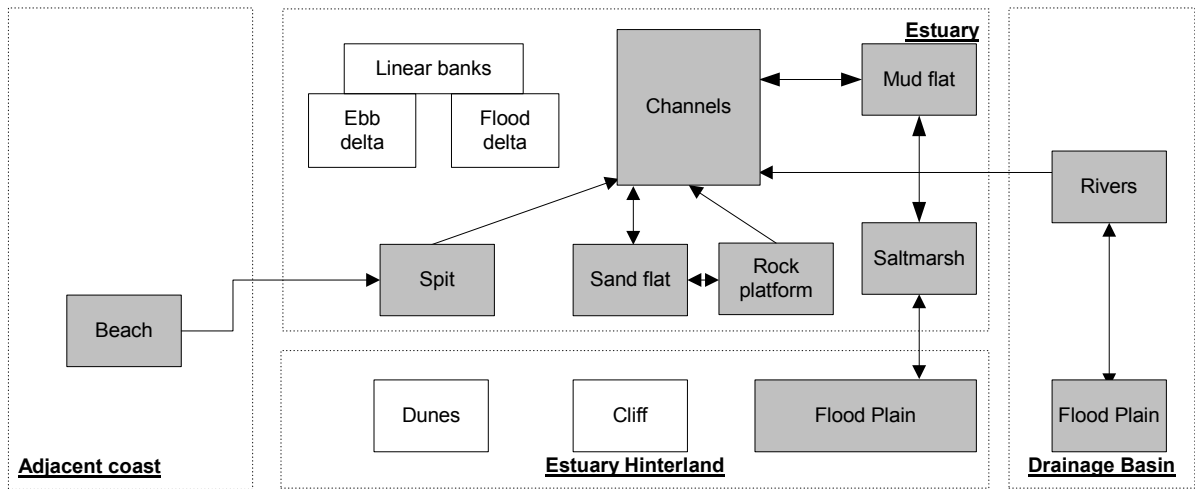 Estuary
Linear banks
Ebb
delta
Flood
delta
Channels
Mud flat
Rivers
Spit
Sand flat
Rock
platform
Saltmarsh
Beach
Dunes
Cliff
Flood Plain
Flood Plain
Adjacent coast
Estuary Hinterland
Drainage Basin